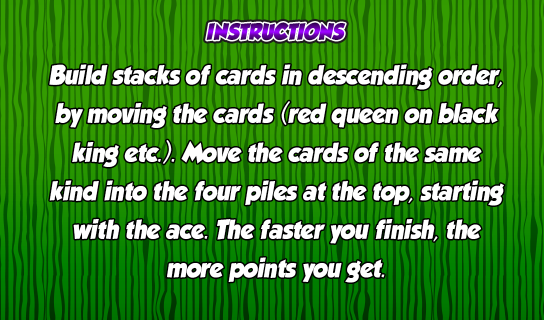 INSTRUCTIONS
Build stacks of cards in descending order,
by moving the cards (red queen on black
king etc.). Move the cards of the same
kind into the four piles at the top, starting
with the ace. The faster you finish, the
more points you get.